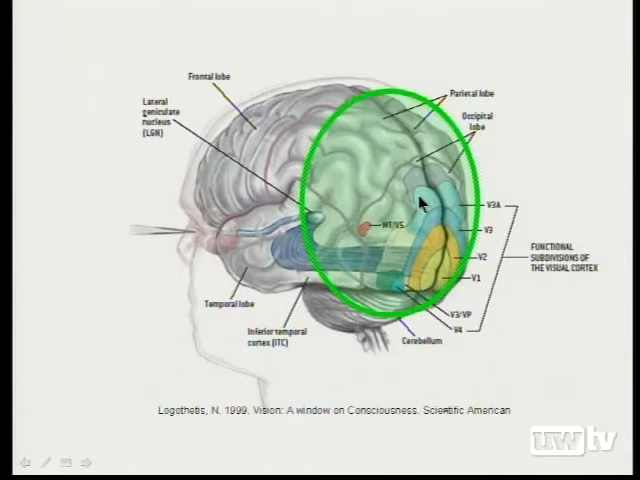 Frontal lobe
Parietal lobe
Lateral
geniculate
nucleus
(LGN)
Occipital
lobe
V3A
MT/V5
V3
FUNCTIONAL
SUBDIVISIONS
OF THE VISUAL CORTEX
V2
V1
Temporal lobe
V3/VP
V4
Inferior temporal
cortex (ITC)
Cerebellum
Logothetis, N. 1999. Vision: A window on Consciousness. Scientific American
uwtv